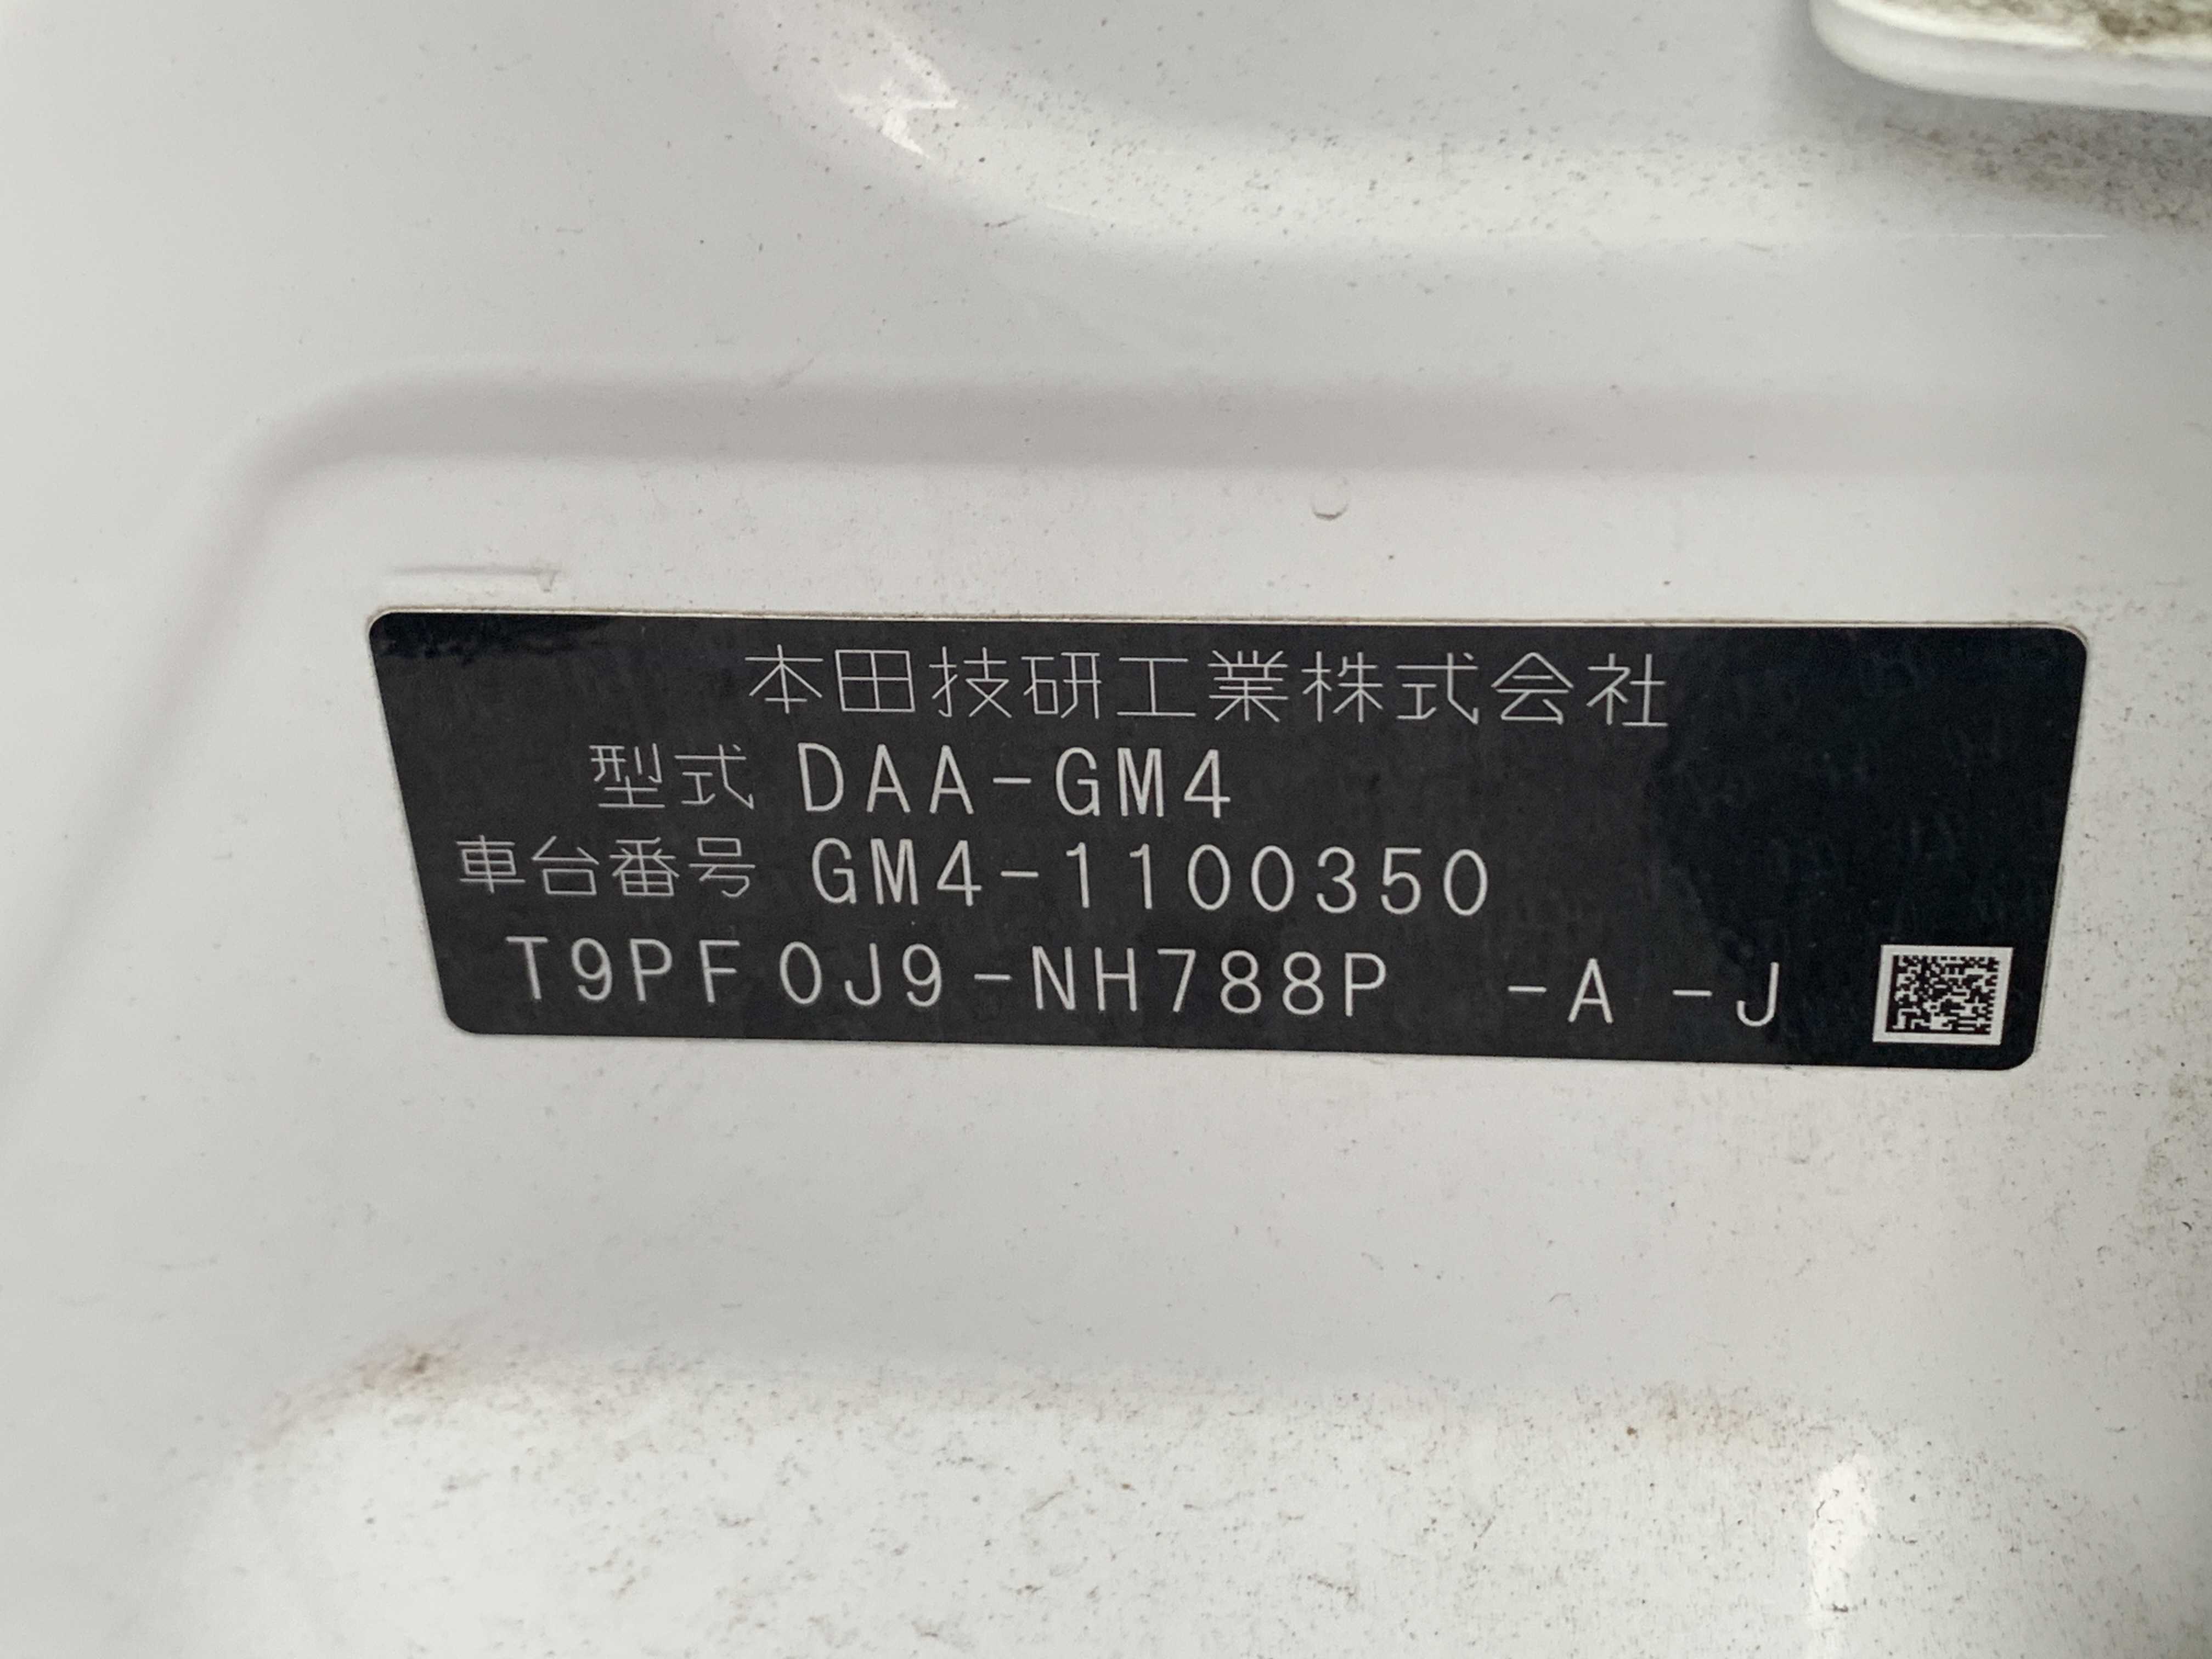 本田技研工業株式会社
型式 DAA-GM4
車台番号 GM4-1100350
T9PF0J9-NH788P -A -J